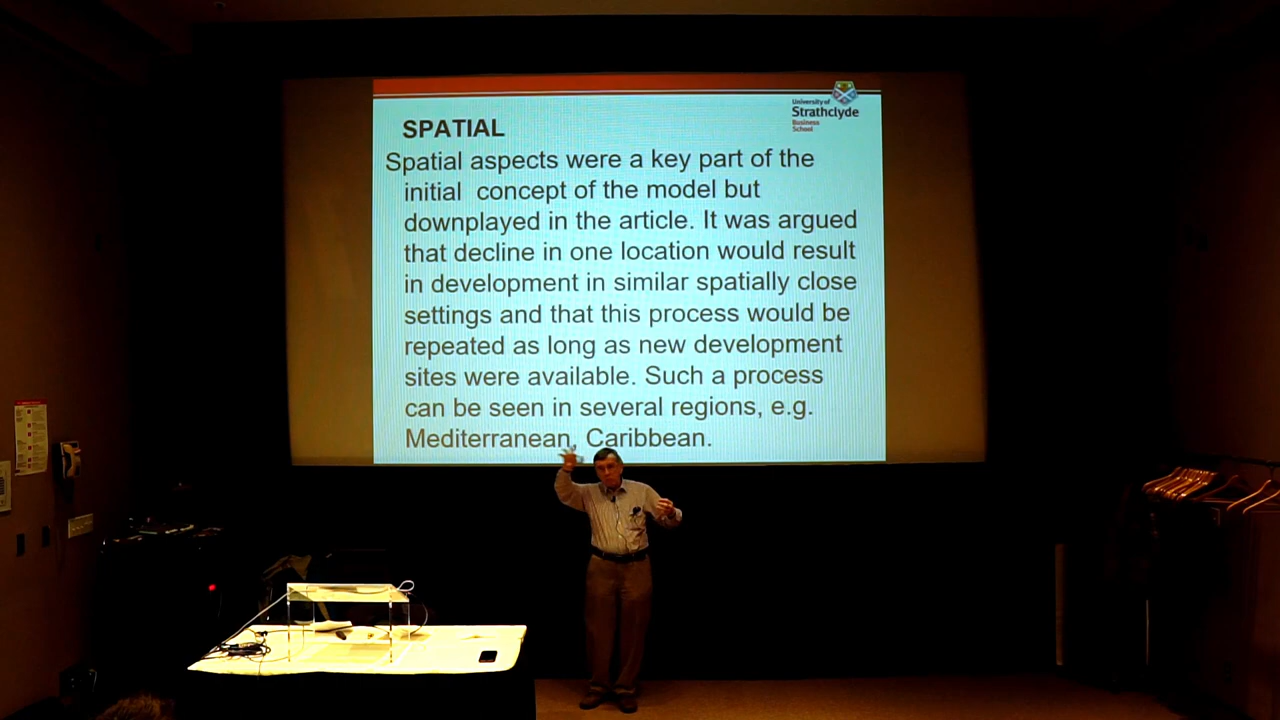 University of
Strathclyde
Business
School
SPATIAL
Spatial aspects were a key part of the
initial concept of the model but
downplayed in the article. It was argued
that decline in one location would result
in development in similar spatially close
settings and that this process would be
repeated as long as new development
sites were available. Such a process
can be seen in several regions, e.g.
Mediterranean, Caribbean.